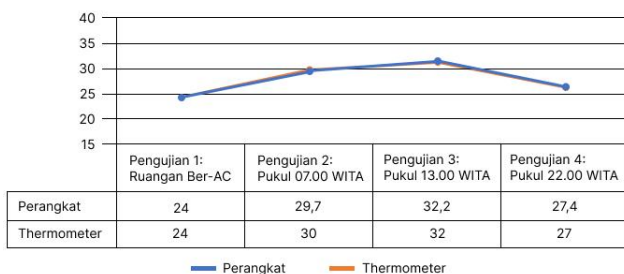 40
35
30
25
20
15
Pengujian 1:
Ruangan Ber-AC
Pengujian 2:
Pukul 07.00 WITA
Pengujian 3:
Pukul 13.00 WITA
Pengujian 4:
Pukul 22.00 WITA
Perangkat 24 29,7 32,2 27,4
Thermometer 24 30 32 27
Perangkat Thermometer